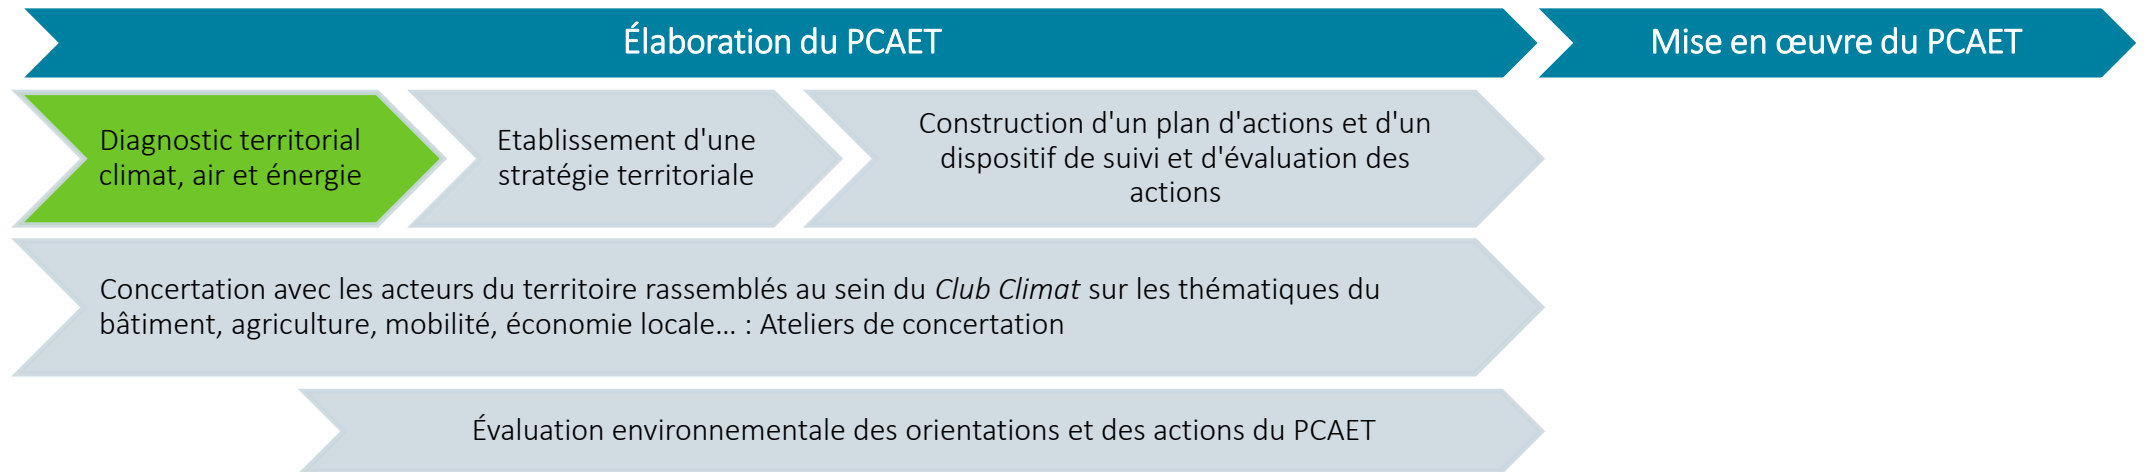 Élaboration du PCAET
Mise en œuvre du PCAET
Diagnostic territorial
climat, air et énergie
Etablissement d'une
stratégie territoriale
Construction d'un plan d'actions et d'un
dispositif de suivi et d'évaluation des
actions
Concertation avec les acteurs du territoire rassemblés au sein du Club Climat sur les thématiques du
bâtiment, agriculture, mobilité, économie locale… : Ateliers de concertation
Évaluation environnementale des orientations et des actions du PCAET